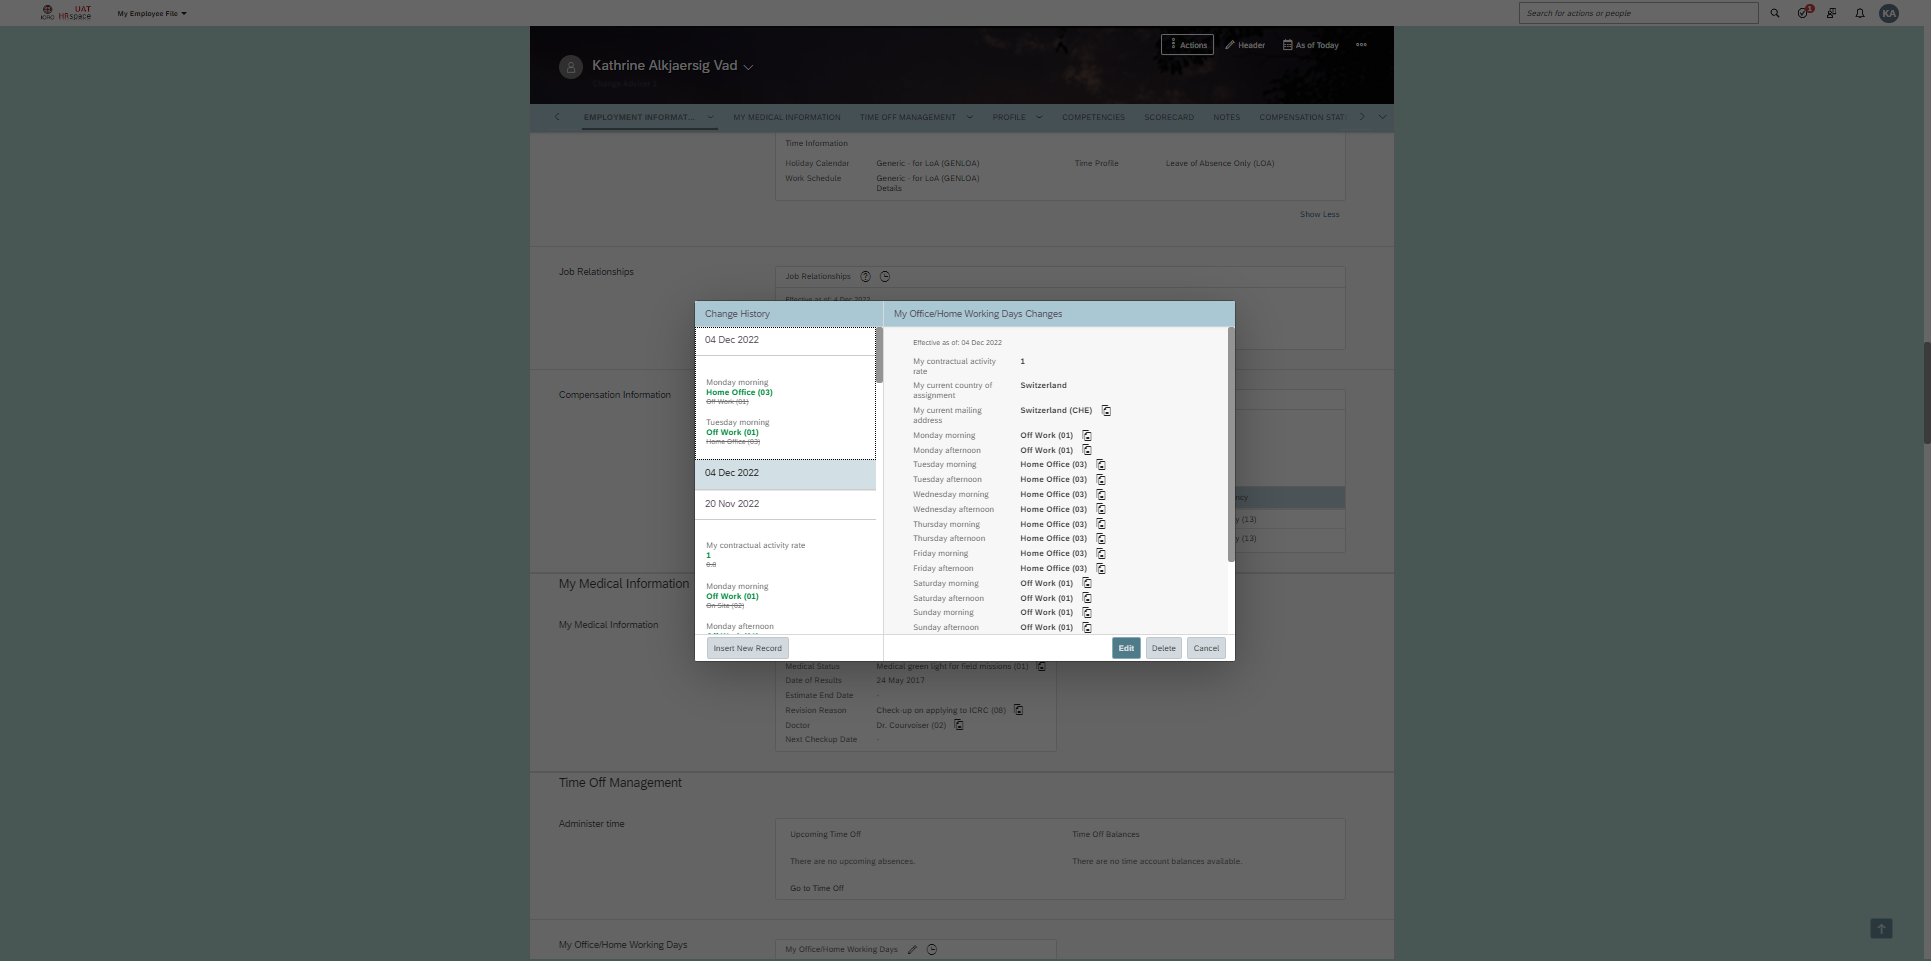 UAT
ICRC HRspace
My Employee File
Search for actions or people
1
KA
Actions
Header
As of Today
Kathrine Alkjaersig Vad
EMPLOYMENT INFORMAT...
MY MEDICAL INFORMATION
TIME OFF MANAGEMENT
PROFILE
COMPETENCIES
SCORECARD
NOTES
COMPENSATION STAT
Time Information
Holiday Calendar
Generic - for LoA (GENLOA)
Time Profile
Leave of Absence Only (LOA)
Work Schedule
Generic - for LoA (GENLOA)
Details
Show Less
Job Relationships
Job Relationships
Effective as of: 4 Dec 2022
Compensation Information
ncy
y (13)
y (13)
Change History
04 Dec 2022
Monday morning
Home Office (03)
Off Work (01)
Tuesday morning
Off Work (01)
Home Office (03)
04 Dec 2022
20 Nov 2022
My contractual activity rate
1
0.8
Monday morning
Off Work (01)
On Site (02)
Monday afternoon
Insert New Record
My Office/Home Working Days Changes
Effective as of: 04 Dec 2022
My contractual activity rate
1
My current country of assignment
Switzerland
My current mailing address
Switzerland (CHE)
Monday morning
Off Work (01)
Monday afternoon
Off Work (01)
Tuesday morning
Home Office (03)
Tuesday afternoon
Home Office (03)
Wednesday morning
Home Office (03)
Wednesday afternoon
Home Office (03)
Thursday morning
Home Office (03)
Thursday afternoon
Home Office (03)
Friday morning
Home Office (03)
Friday afternoon
Home Office (03)
Saturday morning
Off Work (01)
Saturday afternoon
Off Work (01)
Sunday morning
Off Work (01)
Sunday afternoon
Off Work (01)
Edit
Delete
Cancel
My Medical Information
My Medical Information
Medical Status
Medical green light for field missions (01)
Date of Results
24 May 2017
Estimate End Date
-
Revision Reason
Check-up on applying to ICRC (08)
Doctor
Dr. Courvoiser (02)
Next Checkup Date
-
Time Off Management
Administer time
Upcoming Time Off
Time Off Balances
There are no upcoming absences.
There are no time account balances available.
Go to Time Off
My Office/Home Working Days
My Office/Home Working Days